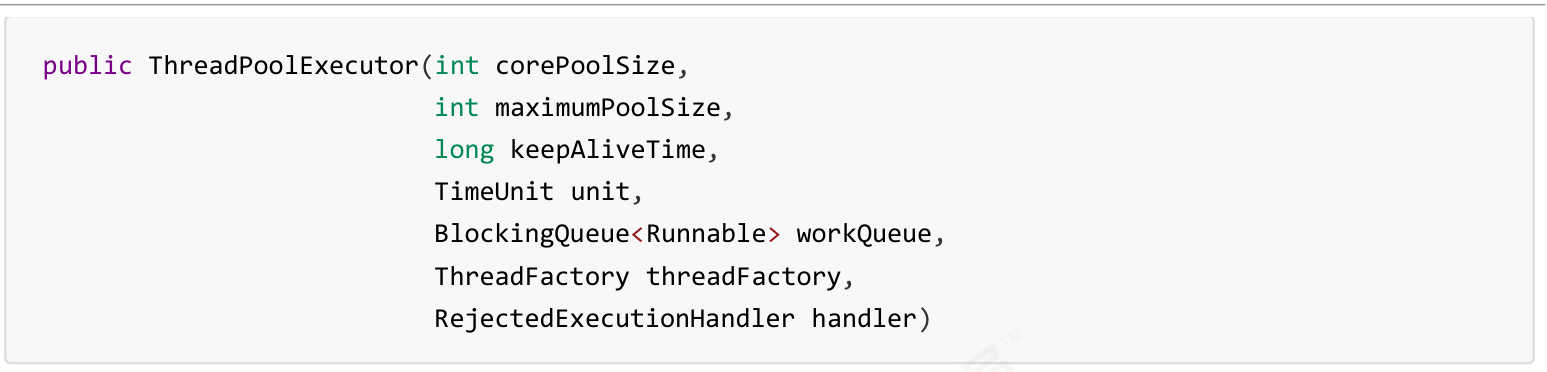 public ThreadPoolExecutor(int corePoolSize,
int maximumPoolSize,
long keepAliveTime,
TimeUnit unit,
BlockingQueue<Runnable> workQueue,
ThreadFactory threadFactory,
RejectedExecutionHandler handler)